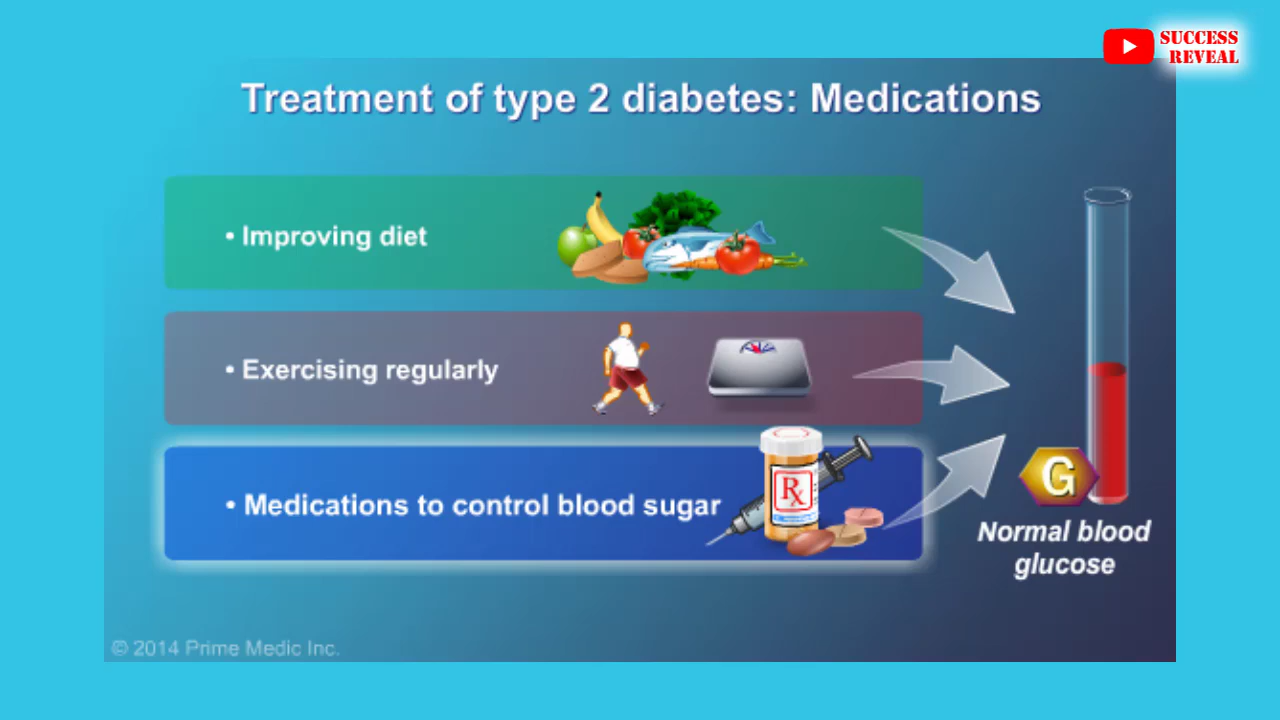 SUCCESS
REVEAL
Treatment of type 2 diabetes: Medications
• Improving diet
• Exercising regularly
• Medications to control blood sugar
Rx
G
Normal blood
glucose
© 2014 Prime Medic Inc.